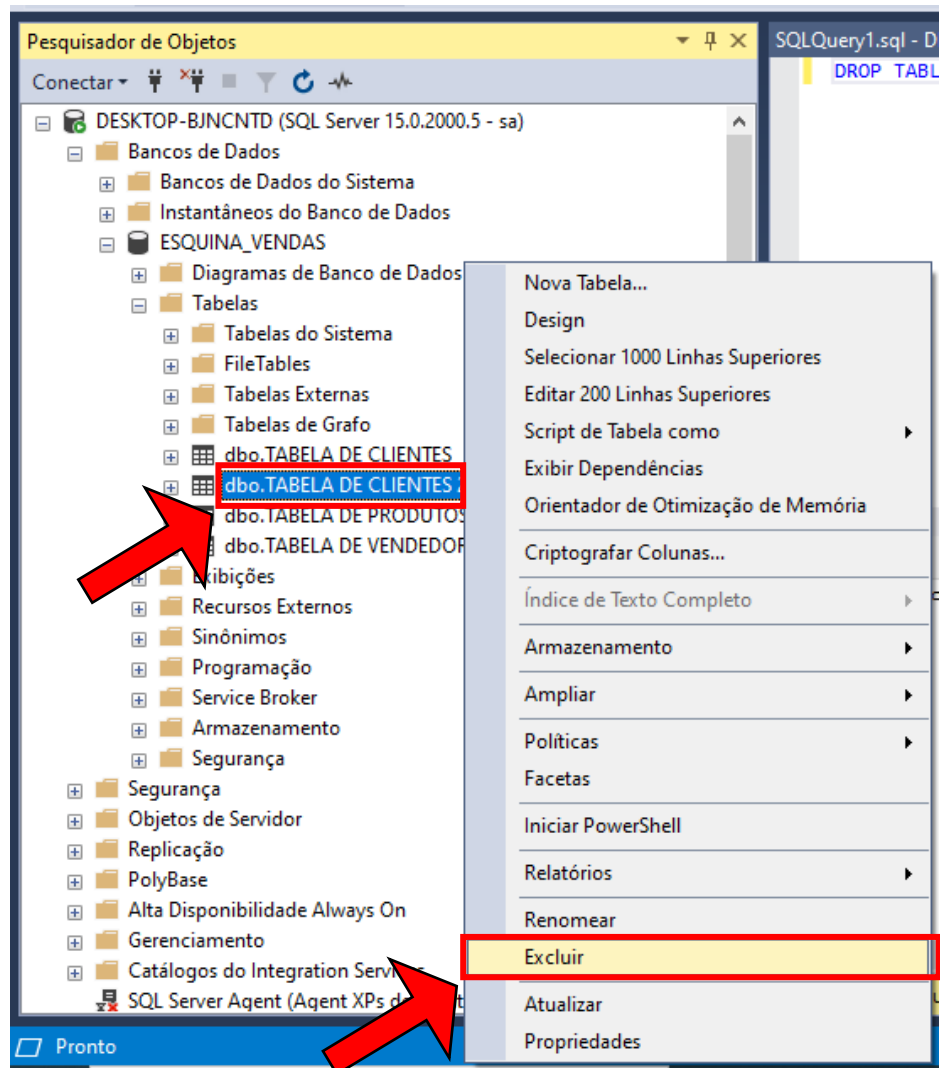 Pesquisador de Objetos
SQLQuery1.sql - D
Conectar
DROP TABL
DESKTOP-BJNCNTD (SQL Server 15.0.2000.5 - sa)
Bancos de Dados
Bancos de Dados do Sistema
Instantâneos do Banco de Dados
ESQUINA_VENDAS
Diagramas de Banco de Dados
Tabelas
Tabelas do Sistema
FileTables
Tabelas Externas
Tabelas de Grafo
dbo.TABELA DE CLIENTES
dbo.TABELA DE CLIENTES
dbo.TABELA DE PRODUTOS
dbo.TABELA DE VENDEDOR
Exibições
Recursos Externos
Sinônimos
Programação
Service Broker
Armazenamento
Segurança
Segurança
Objetos de Servidor
Replicação
PolyBase
Alta Disponibilidade Always On
Gerenciamento
Catálogos do Integration Services
SQL Server Agent (Agent XPs
Pronto
Nova Tabela...
Design
Selecionar 1000 Linhas Superiores
Editar 200 Linhas Superiores
Script de Tabela como
Exibir Dependências
Orientador de Otimização de Memória
Criptografar Colunas...
Índice de Texto Completo
Armazenamento
Ampliar
Políticas
Facetas
Iniciar PowerShell
Relatórios
Renomear
Excluir
Atualizar
Propriedades